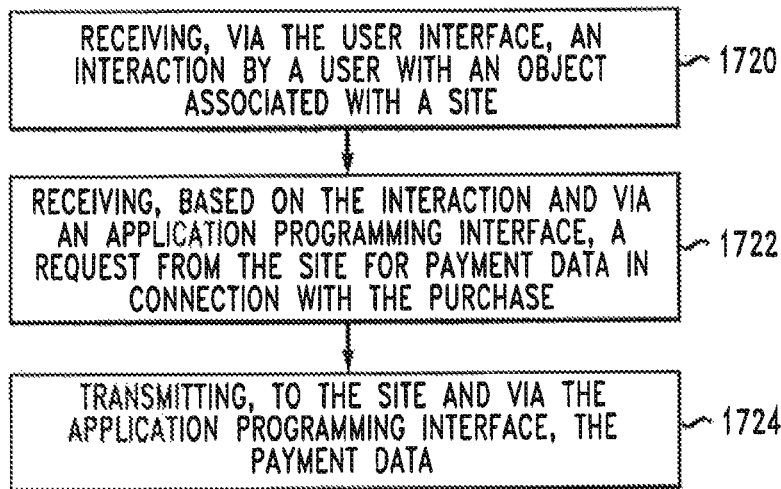 RECEIVING, VIA THE USER INTERFACE, AN
INTERACTION BY A USER WITH AN OBJECT
ASSOCIATED WITH A SITE
1720
RECEIVING, BASED ON THE INTERACTION AND VIA
AN APPLICATION PROGRAMMING INTERFACE, A
REQUEST FROM THE SITE FOR PAYMENT DATA IN
CONNECTION WITH THE PURCHASE
1722
TRANSMITTING, TO THE SITE AND VIA THE
APPLICATION PROGRAMMING INTERFACE, THE
PAYMENT DATA
1724